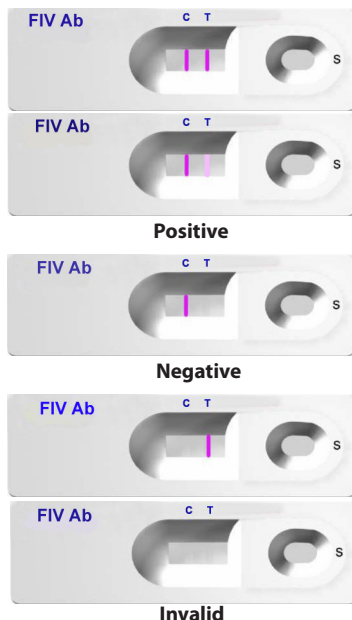 FIV Ab C T
S
FIV Ab C T
S
Positive
FIV Ab C T
S
Negative
FIV Ab C T
S
FIV Ab C T
S
Invalid